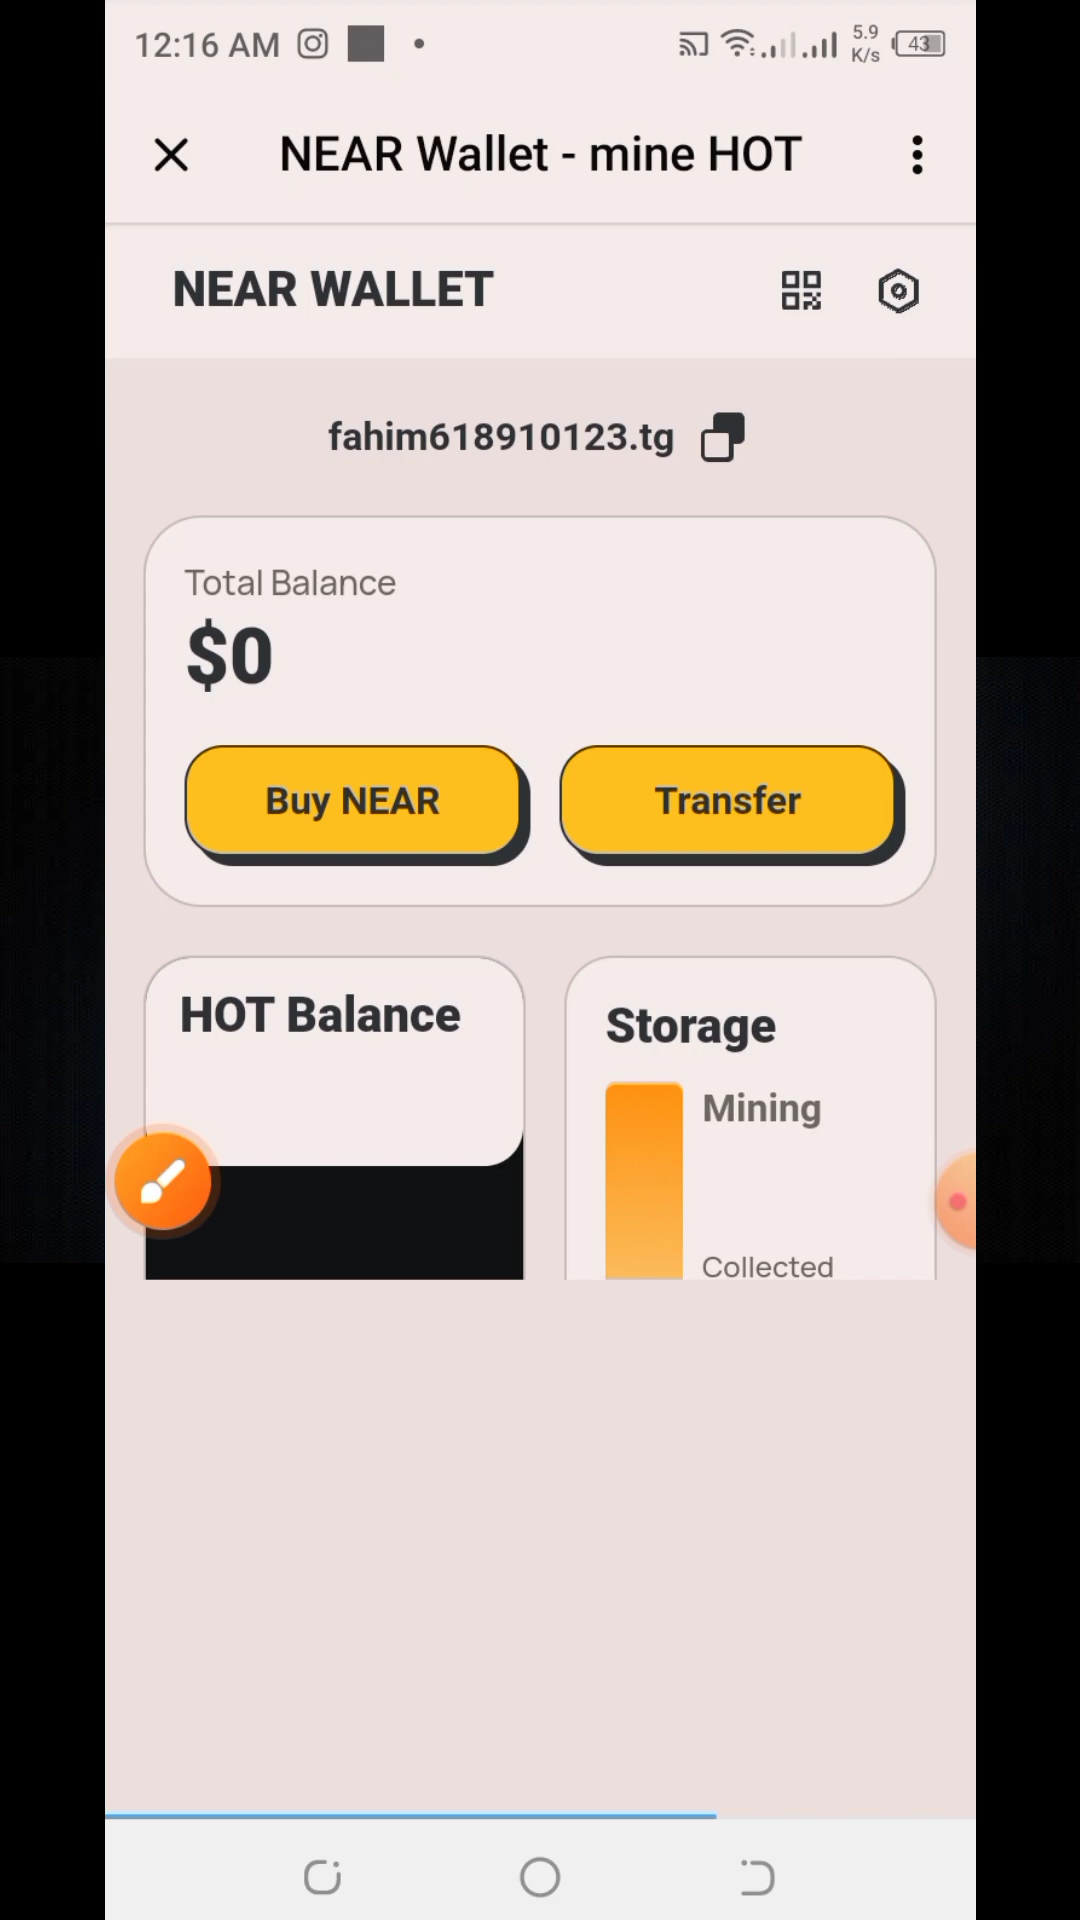 12:16 AM
5.9
K/s
43
NEAR Wallet - mine HOT
NEAR WALLET
fahim618910123.tg
Total Balance
$0
Buy NEAR
Transfer
HOT Balance
Storage
Mining
Collected